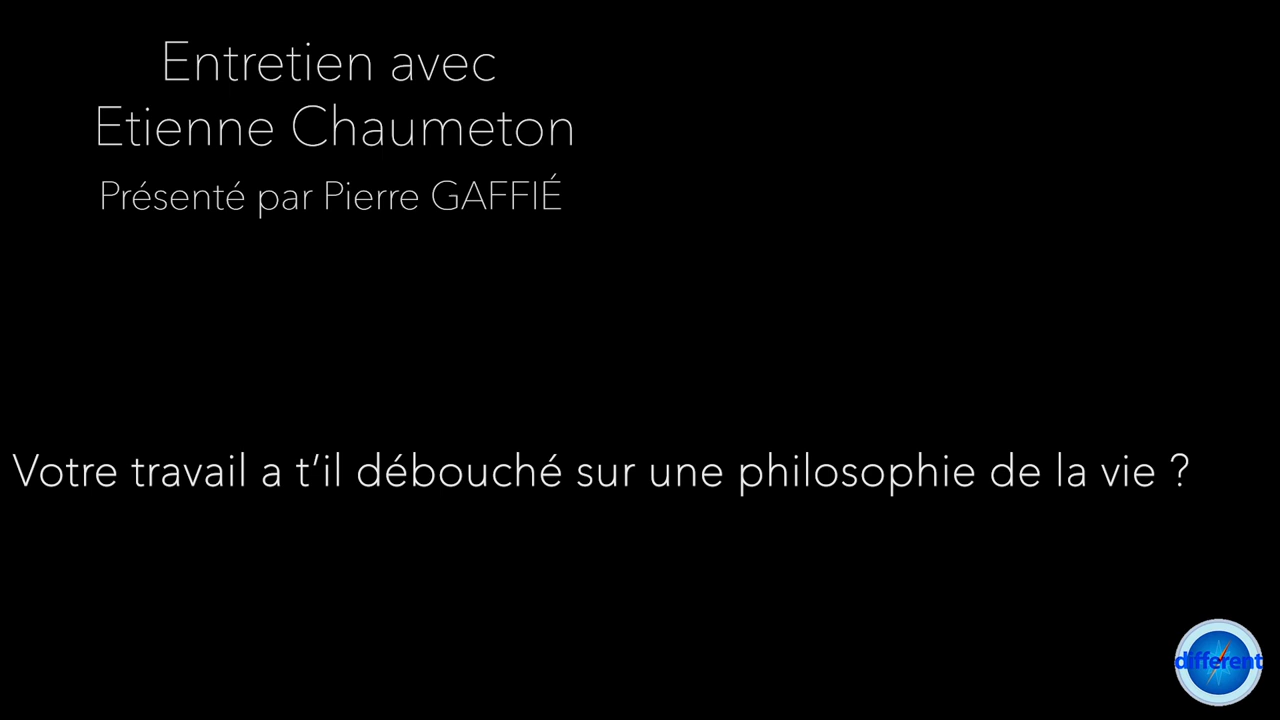 Entretien avec
Etienne Chaumeton
Présenté par Pierre GAFFIÉ
Votre travail a t’il débouché sur une philosophie de la vie ?
different